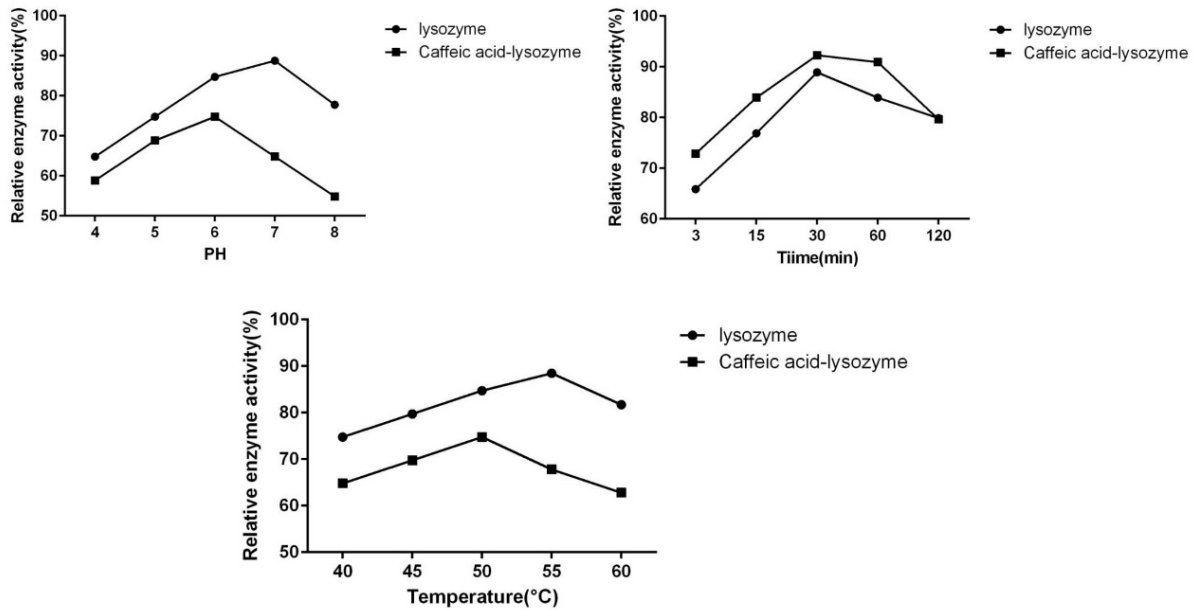 100
90
80
70
60
50
Relative enzyme activity(%)
4 5 6 7 8
PH
lysozyme
Caffeic acid-lysozyme
100
90
80
70
60
Relative enzyme activity(%)
3 15 30 60 120
Tiime(min)
lysozyme
Caffeic acid-lysozyme
100
90
80
70
60
50
Relative enzyme activity(%)
40 45 50 55 60
Temperature(°C)
lysozyme
Caffeic acid-lysozyme